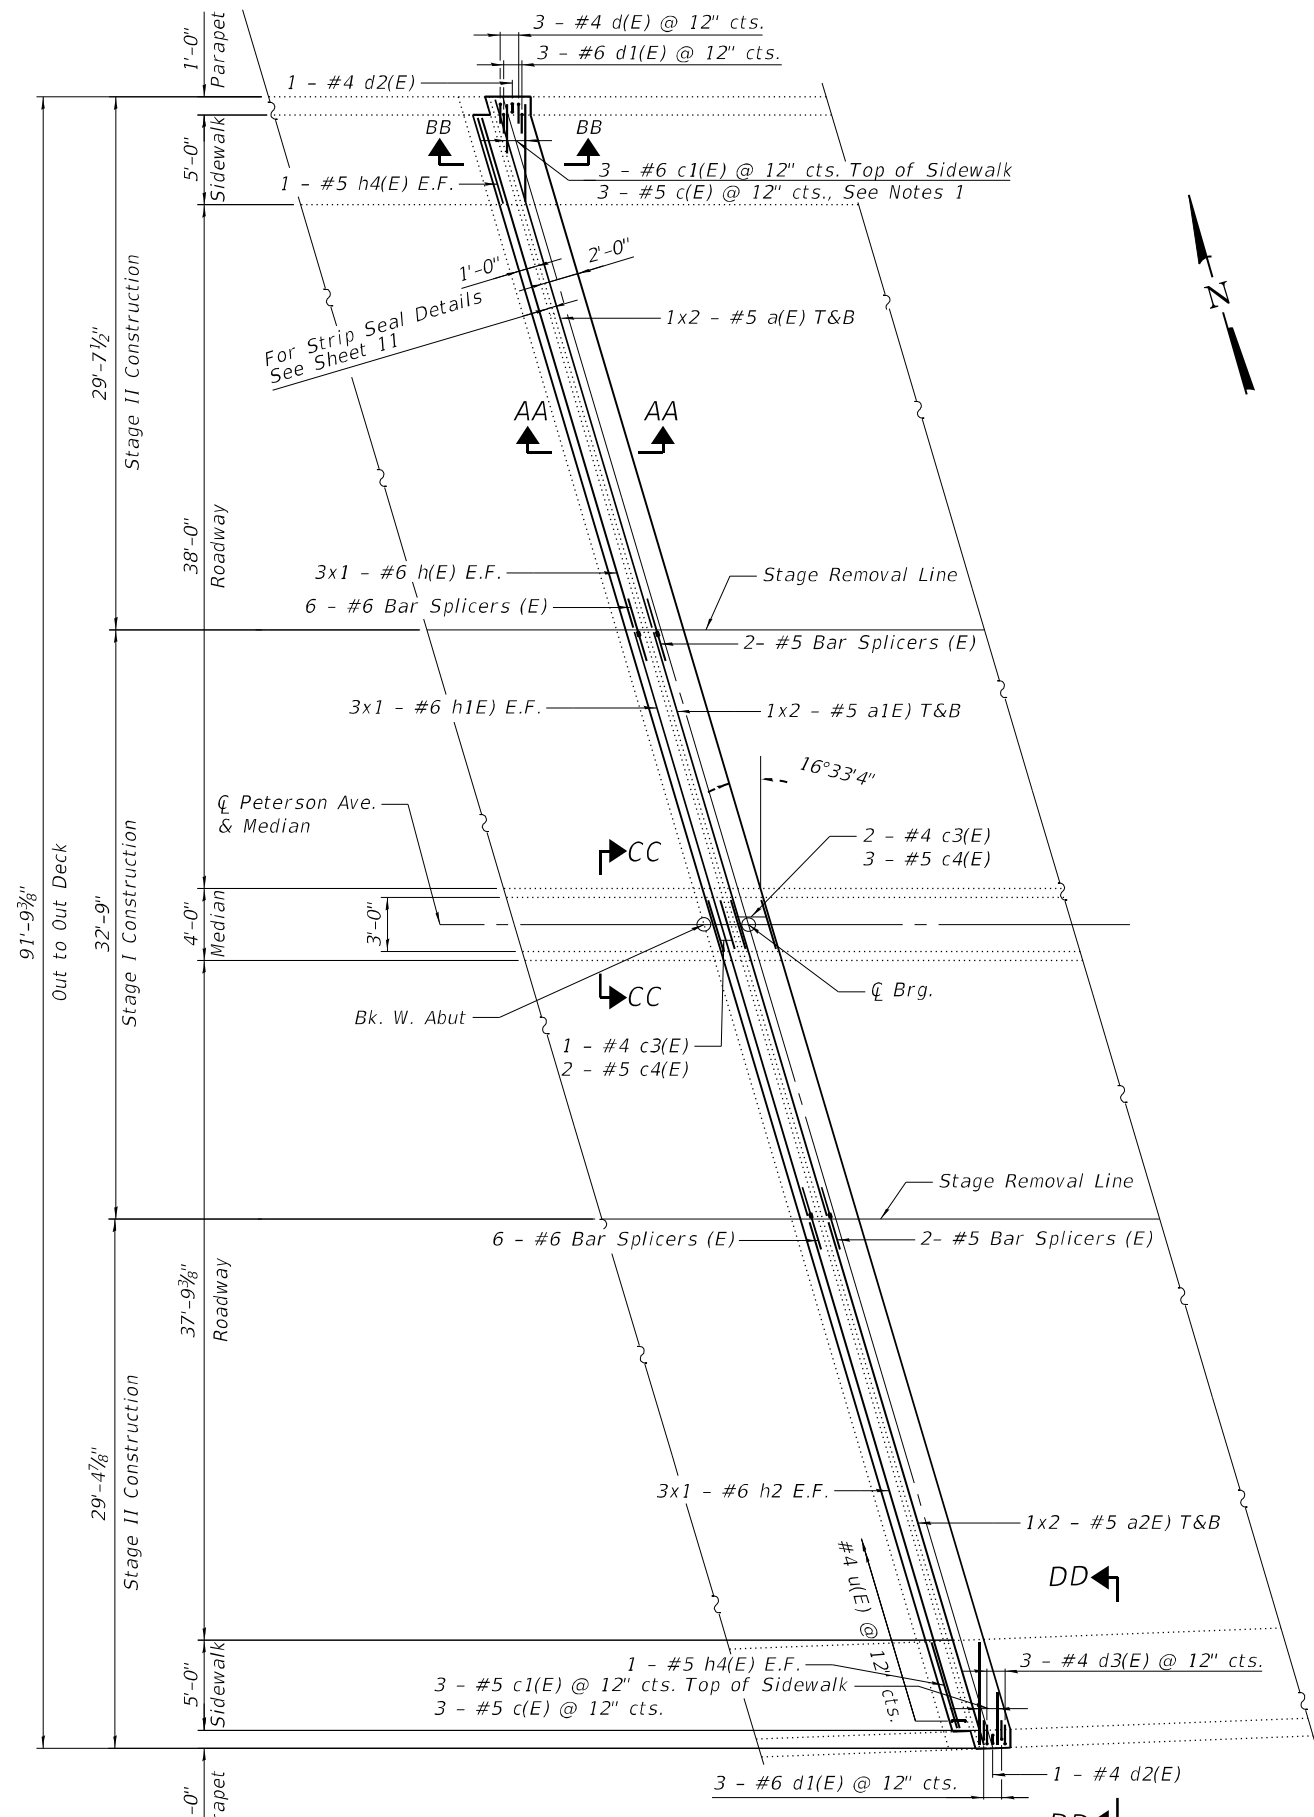 3 - #4 d(E) @ 12" cts.
3 - #6 d1(E) @ 12" cts.
1 - #4 d2(E)
1'-0"
Parapet
BB
BB
5'-0"
Sidewalk
3 - #6 c1(E) @ 12" cts. Top of Sidewalk
3 - #5 c(E) @ 12" cts., See Notes 1
1 - #5 h4(E) E.F.
1'-0"
2'-0"
N
For Strip Seal Details
See Sheet 11
1x2 - #5 a(E) T&B
29'-7½"
Stage II Construction
AA
AA
38'-0"
Roadway
3x1 - #6 h(E) E.F.
Stage Removal Line
6 - #6 Bar Splicers (E)
2- #5 Bar Splicers (E)
3x1 - #6 h1E) E.F.
1x2 - #5 a1E) T&B
16°33'4"
℄ Peterson Ave.
& Median
2 - #4 c3(E)
3 - #5 c4(E)
CC
91'-9⅜"
Out to Out Deck
32'-9"
Stage I Construction
4'-0"
Median
3'-0"
CC
℄ Brg.
Bk. W. Abut
1 - #4 c3(E)
2 - #5 c4(E)
Stage Removal Line
6 - #6 Bar Splicers (E)
2- #5 Bar Splicers (E)
37'-9⅜"
Roadway
29'-4⅞"
Stage II Construction
3x1 - #6 h2 E.F.
1x2 - #5 a2E) T&B
#4 u(E) @ 12" cts.
DD
5'-0"
Sidewalk
1 - #5 h4(E) E.F.
3 - #4 d3(E) @ 12" cts.
3 - #5 c1(E) @ 12" cts. Top of Sidewalk
3 - #5 c(E) @ 12" cts.
3 - #6 d1(E) @ 12" cts.
1 - #4 d2(E)
-0"
rapet